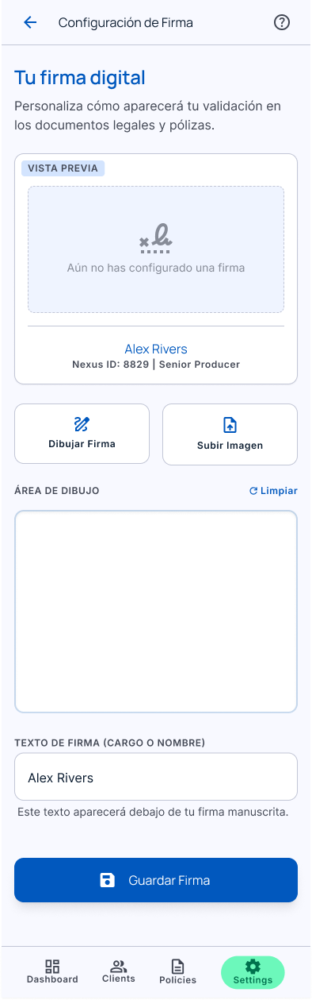 Configuración de Firma
Tu firma digital
Personaliza cómo aparecerá tu validación en
los documentos legales y pólizas.
VISTA PREVIA
Aún no has configurado una firma
Alex Rivers
Nexus ID: 8829 | Senior Producer
Dibujar Firma
Subir Imagen
ÁREA DE DIBUJO
Limpiar
TEXTO DE FIRMA (CARGO O NOMBRE)
Alex Rivers
Este texto aparecerá debajo de tu firma manuscrita.
Guardar Firma
Dashboard
Clients
Policies
Settings